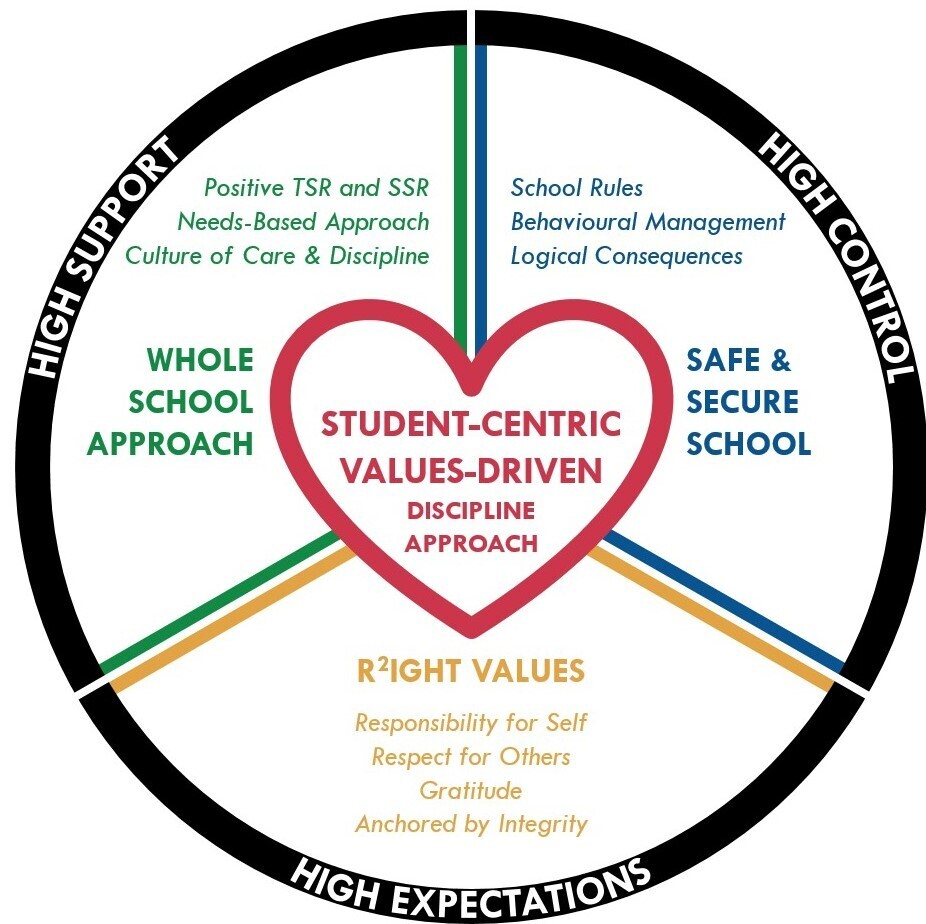 HIGH SUPPORT
Positive TSR and SSR
Needs-Based Approach
Culture of Care & Discipline
WHOLE
SCHOOL
APPROACH
HIGH CONTROL
School Rules
Behavioural Management
Logical Consequences
SAFE &
SECURE
SCHOOL
STUDENT-CENTRIC
VALUES-DRIVEN
DISCIPLINE
APPROACH
R²IGHT VALUES
Responsibility for Self
Respect for Others
Gratitude
Anchored by Integrity
HIGH EXPECTATIONS